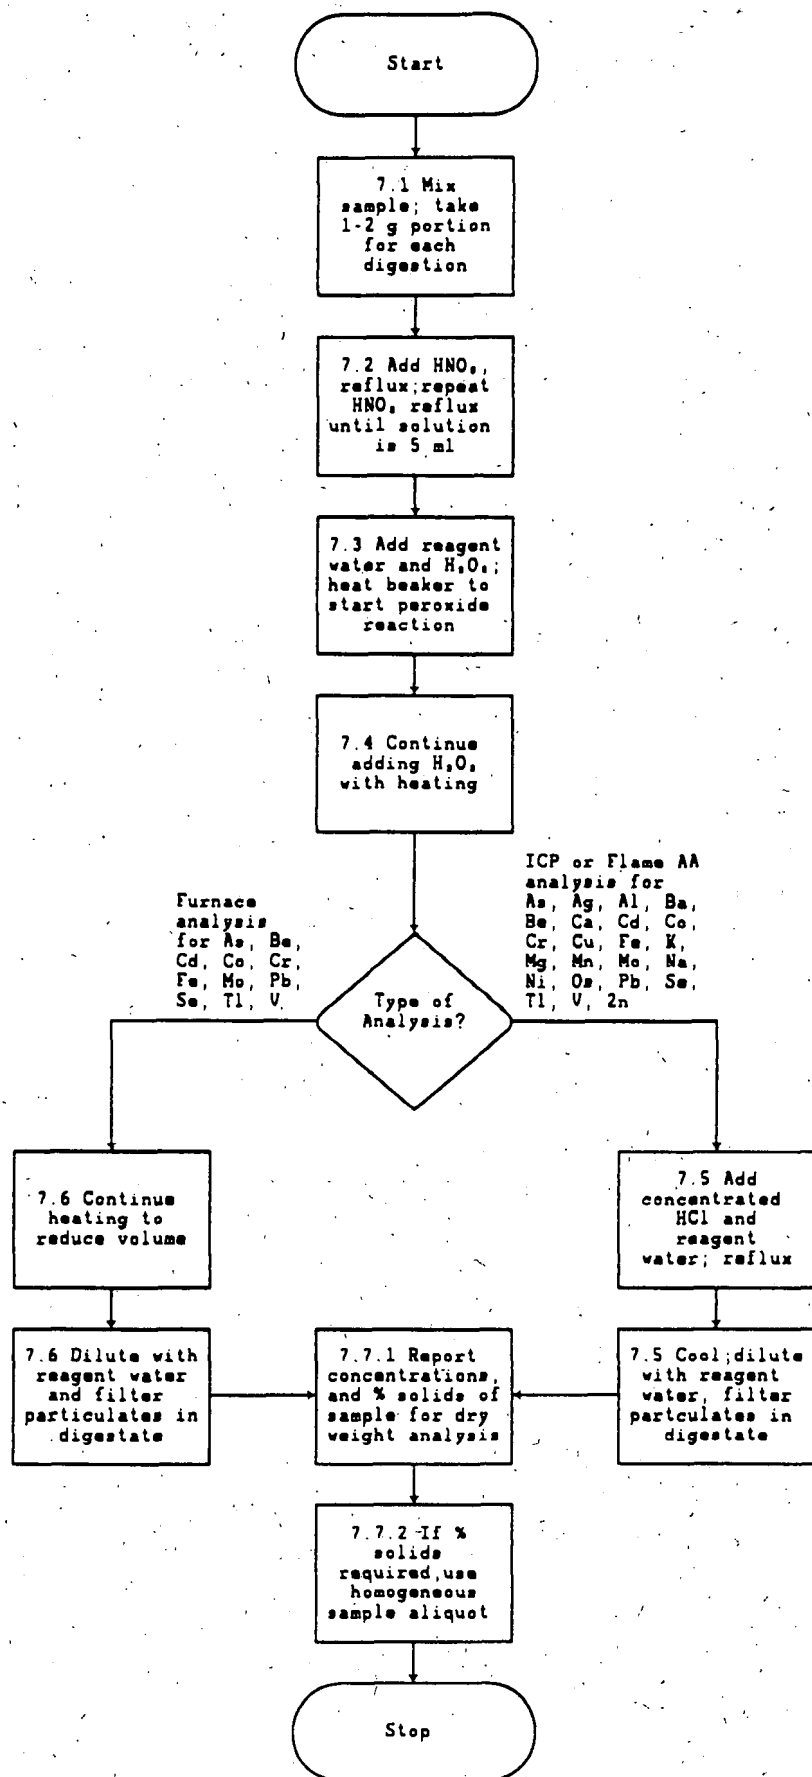 Start
7.1 Mix
sample; take
1-2 g portion
for each
digestion
7.2 Add HNO₃,
reflux;repeat
HNO₃ reflux
until solution
is 5 ml
7.3 Add reagent
water and H₂O₂;
heat beaker to
start peroxide
reaction
7.4 Continue
adding H₂O₂
with heating
Furnace
analysis
for As, Be,
Cd, Co, Cr,
Fe, Mo, Pb,
Se, Tl, V
ICP or Flame AA
analysis for
As, Ag, Al, Ba,
Be, Ca, Cd, Co,
Cr, Cu, Fe, K,
Mg, Mn, Mo, Na,
Ni, Os, Pb, Se,
Tl, V, 2n
Type of
Analysis?
7.6 Continue
heating to
reduce volume
7.5 Add
concentrated
HCl and
reagent
water; reflux
7.6 Dilute with
reagent water
and filter
particulates in
digestate
7.7.1 Report
concentrations,
and % solids of
sample for dry
weight analysis
7.5 Cool;dilute
with reagent
water, filter
partculates in
digestate
7.7.2 If %
solids
required,use
homogeneous
sample aliquot
Stop